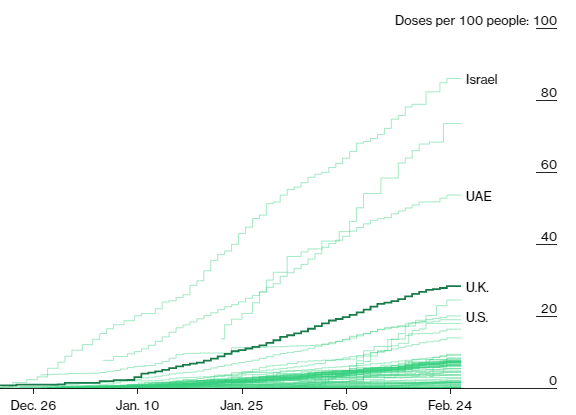 Doses per 100 people: 100
Israel
80
60
UAE
40
U.K.
20
U.S.
0
Dec. 26 Jan. 10 Jan. 25 Feb. 09 Feb. 24